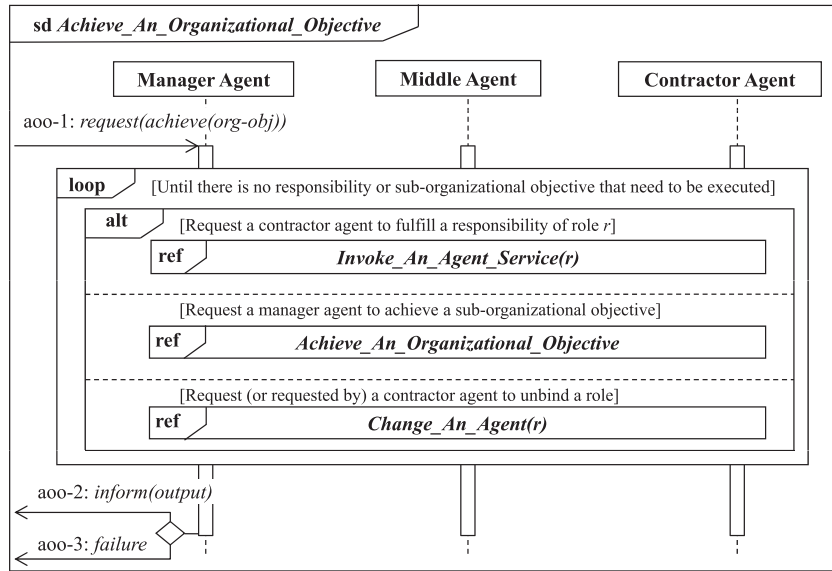 sd Achieve_An_Organizational_Objective
Manager Agent
Middle Agent
Contractor Agent
aoo-1: request(achieve(org-obj))
loop
[Until there is no responsibility or sub-organizational objective that need to be executed]
alt
[Request a contractor agent to fulfill a responsibility of role r]
ref
Invoke_An_Agent_Service(r)
[Request a manager agent to achieve a sub-organizational objective]
ref
Achieve_An_Organizational_Objective
[Request (or requested by) a contractor agent to unbind a role]
ref
Change_An_Agent(r)
aoo-2: inform(output)
aoo-3: failure